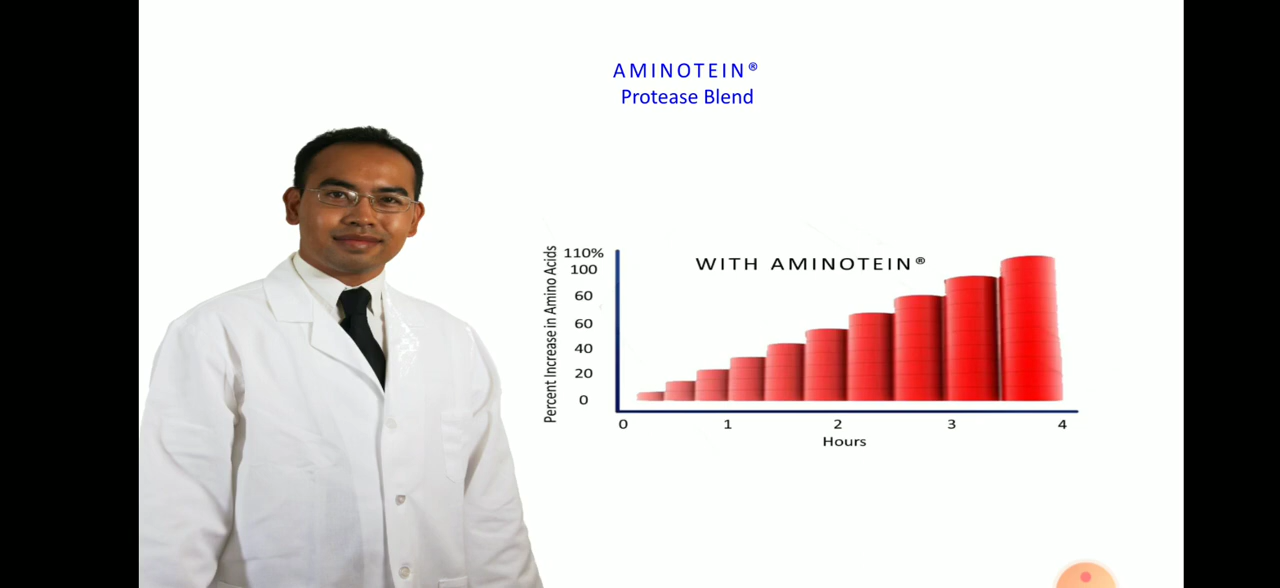 AMINOTEIN®
Protease Blend
WITH AMINOTEIN®
Percent Increase in Amino Acids
110%
100
60
60
40
20
0
0 1 2 3 4
Hours